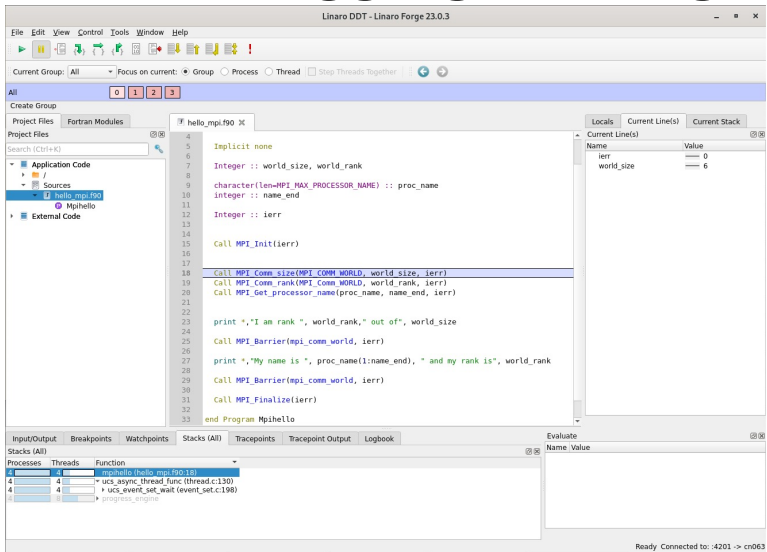 Linaro DDT - Linaro Forge 23.0.3
File Edit View Control Tools Window Help
Current Group: All Focus on current: Group Process Thread Step Threads Together
All 0 1 2 3
Create Group
Project Files Fortran Modules
Project Files
Search (Ctrl+K)
Application Code
/
Sources
hello_mpi.f90
Mpihello
External Code
hello_mpi.f90
4
5 Implicit none
6
7 Integer :: world_size, world_rank
8
9 character(len=MPI_MAX_PROCESSOR_NAME) :: proc_name
10 integer :: name_end
11
12 Integer :: ierr
13
14
15 Call MPI_Init(ierr)
16
17
18 Call MPI_Comm_size(MPI_COMM_WORLD, world_size, ierr)
19 Call MPI_Comm_rank(MPI_COMM_WORLD, world_rank, ierr)
20 Call MPI_Get_processor_name(proc_name, name_end, ierr)
21
22
23 print *,"I am rank ", world_rank," out of", world_size
24
25 Call MPI_Barrier(mpi_comm_world, ierr)
26
27 print *,"My name is ", proc_name(1:name_end), " and my rank is", world_rank
28
29 Call MPI_Barrier(mpi_comm_world, ierr)
30
31 Call MPI_Finalize(ierr)
32
33 end Program Mpihello
Locals Current Line(s) Current Stack
Current Line(s)
Name Value
ierr 0
world_size 6
Input/Output Breakpoints Watchpoints Stacks (All) Tracepoints Tracepoint Output Logbook
Stacks (All)
Processes Threads Function
4 4 mpihello (hello_mpi.f90:18)
4 4 ucs_async_thread_func (thread.c:130)
4 4 ucs_event_set_wait (event_set.c:198)
4 8 progress_engine
Evaluate
Name Value
Ready Connected to: :4201 -> cn063